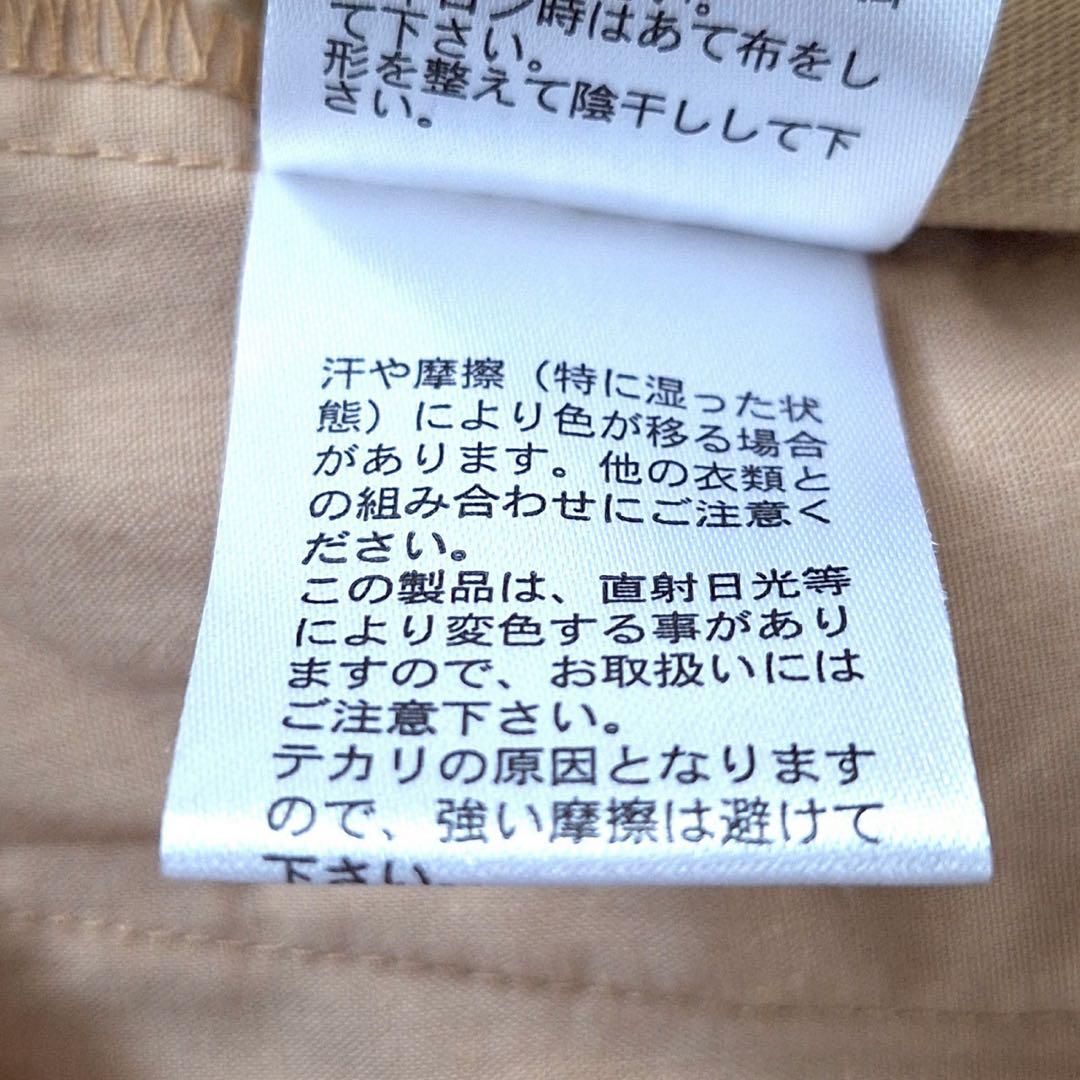 ン時はあて布をし
て下さい。
形を整えて陰干しして下
さい。
汗や摩擦（特に湿った状
態）により色が移る場合
があります。他の衣類と
の組み合わせにご注意く
ださい。
この製品は、直射日光等
により変色する事があり
ますので、お取扱いには
ご注意下さい。
テカリの原因となります
ので、強い摩擦は避けて
下さい。